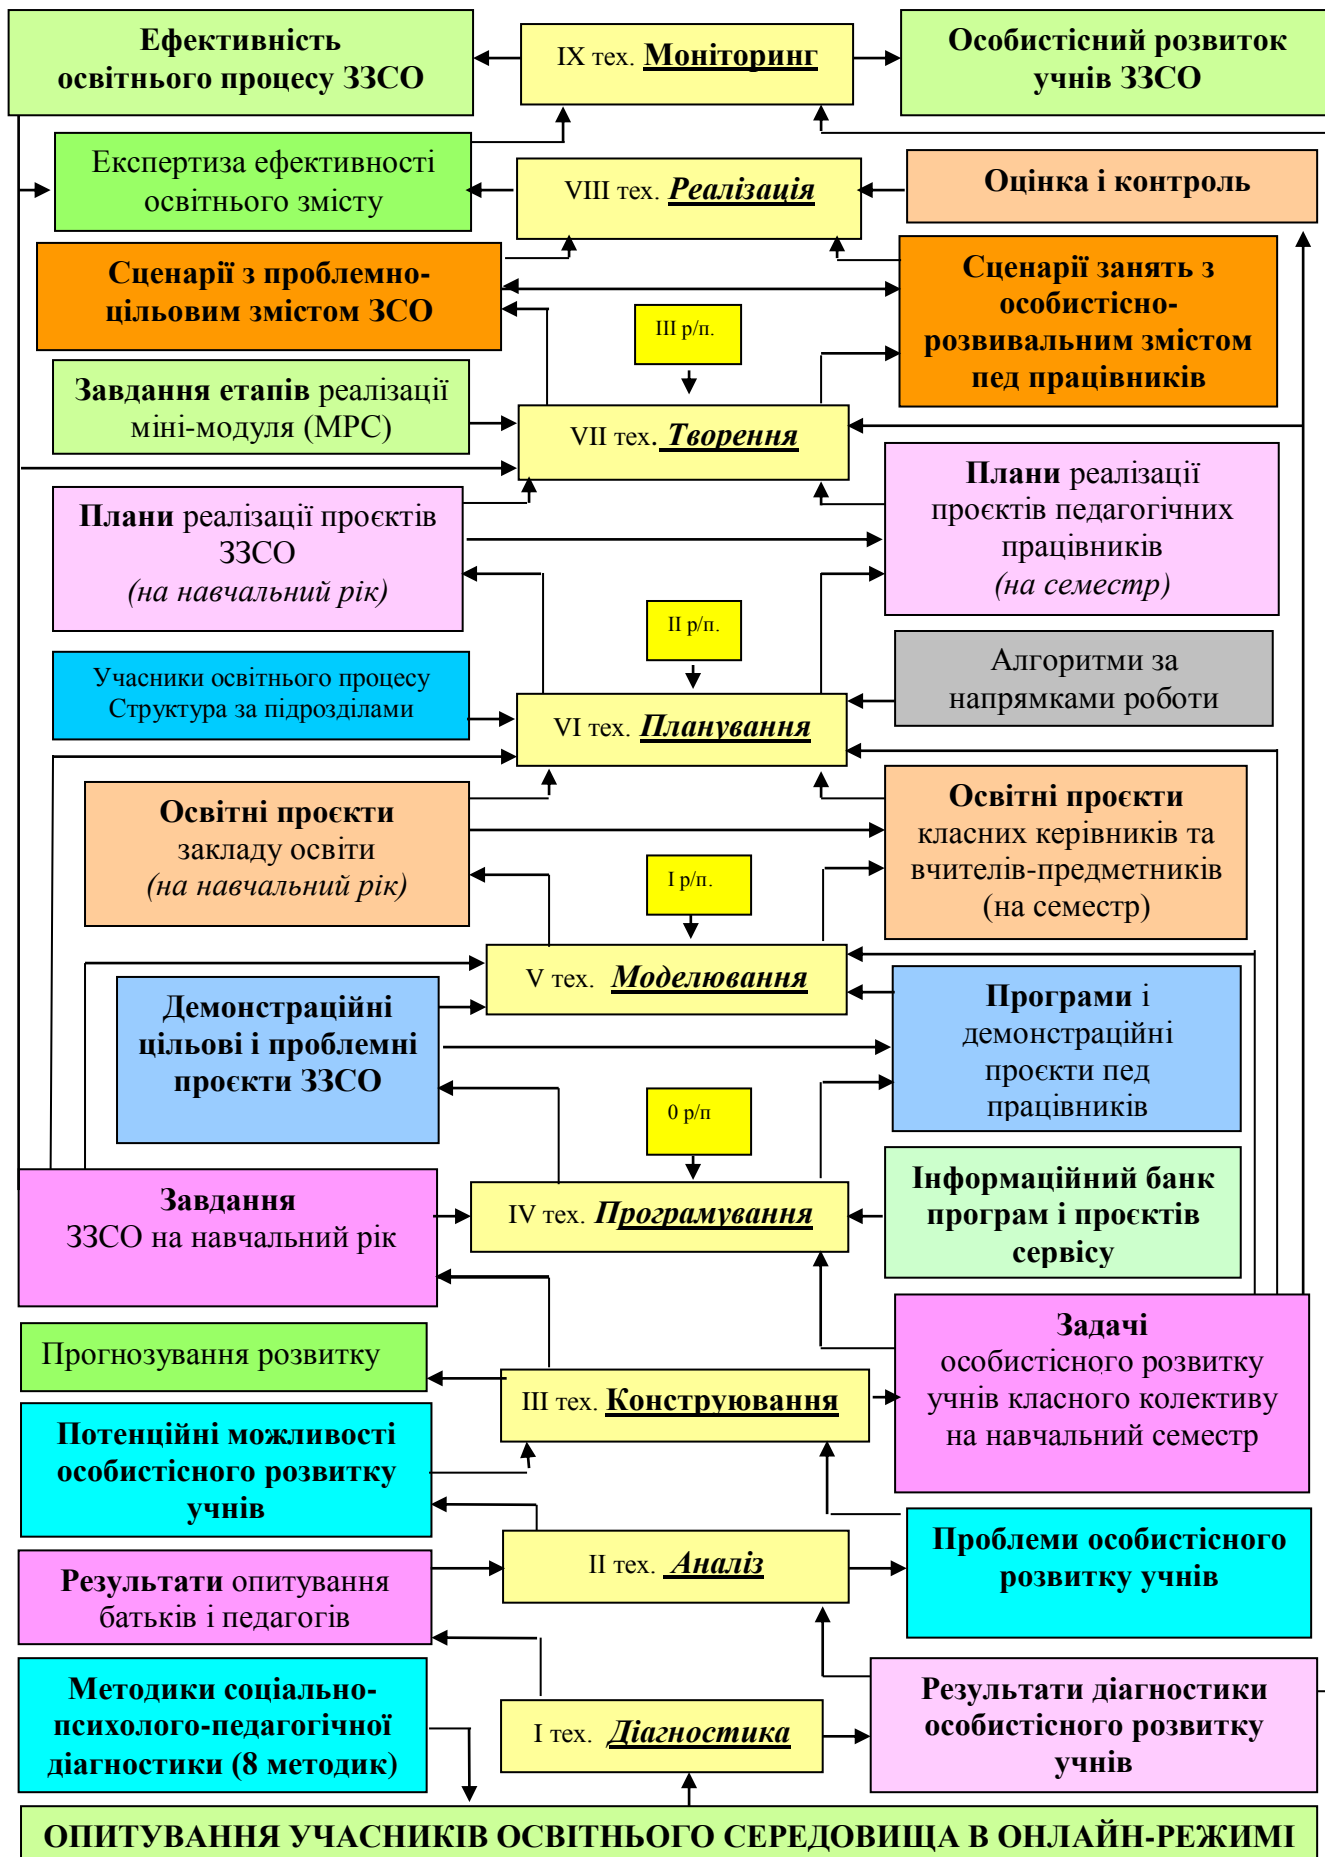 Ефективність
освітнього процесу ЗЗСО
ІХ тех. Моніторинг
Особистісний розвиток
учнів ЗЗСО
Експертиза ефективності
освітнього змісту
VIII тех. Реалізація
Оцінка і контроль
Сценарії з проблемно-
цільовим змістом ЗСО
ІІІ р/п.
Сценарії занять з
особистісно-
розвивальним змістом
пед працівників
Завдання етапів реалізації
міні-модуля (МРС)
VII тех. Творення
Плани реалізації проєктів
ЗЗСО
(на навчальний рік)
Плани реалізації
проєктів педагогічних
працівників
(на семестр)
ІІ р/п.
Учасники освітнього процесу
Структура за підрозділами
VI тех. Планування
Алгоритми за
напрямками роботи
Освітні проєкти
закладу освіти
(на навчальний рік)
І р/п.
Освітні проєкти
класних керівників та
вчителів-предметників
(на семестр)
V тех. Моделювання
Демонстраційні
цільові і проблемні
проєкти ЗЗСО
Програми і
демонстраційні
проєкти пед
працівників
0 р/п
Завдання
ЗЗСО на навчальний рік
IV тех. Програмування
Інформаційний банк
програм і проєктів
сервісу
Прогнозування розвитку
ІІІ тех. Конструювання
Задачі
особистісного розвитку
учнів класного колективу
на навчальний семестр
Потенційні можливості
особистісного розвитку
учнів
ІІ тех. Аналіз
Проблеми особистісного
розвитку учнів
Результати опитування
батьків і педагогів
Методики соціально-
психолого-педагогічної
діагностики (8 методик)
І тех. Діагностика
Результати діагностики
особистісного розвитку
учнів
ОПИТУВАННЯ УЧАСНИКІВ ОСВІТНЬОГО СЕРЕДОВИЩА В ОНЛАЙН-РЕЖИМІ